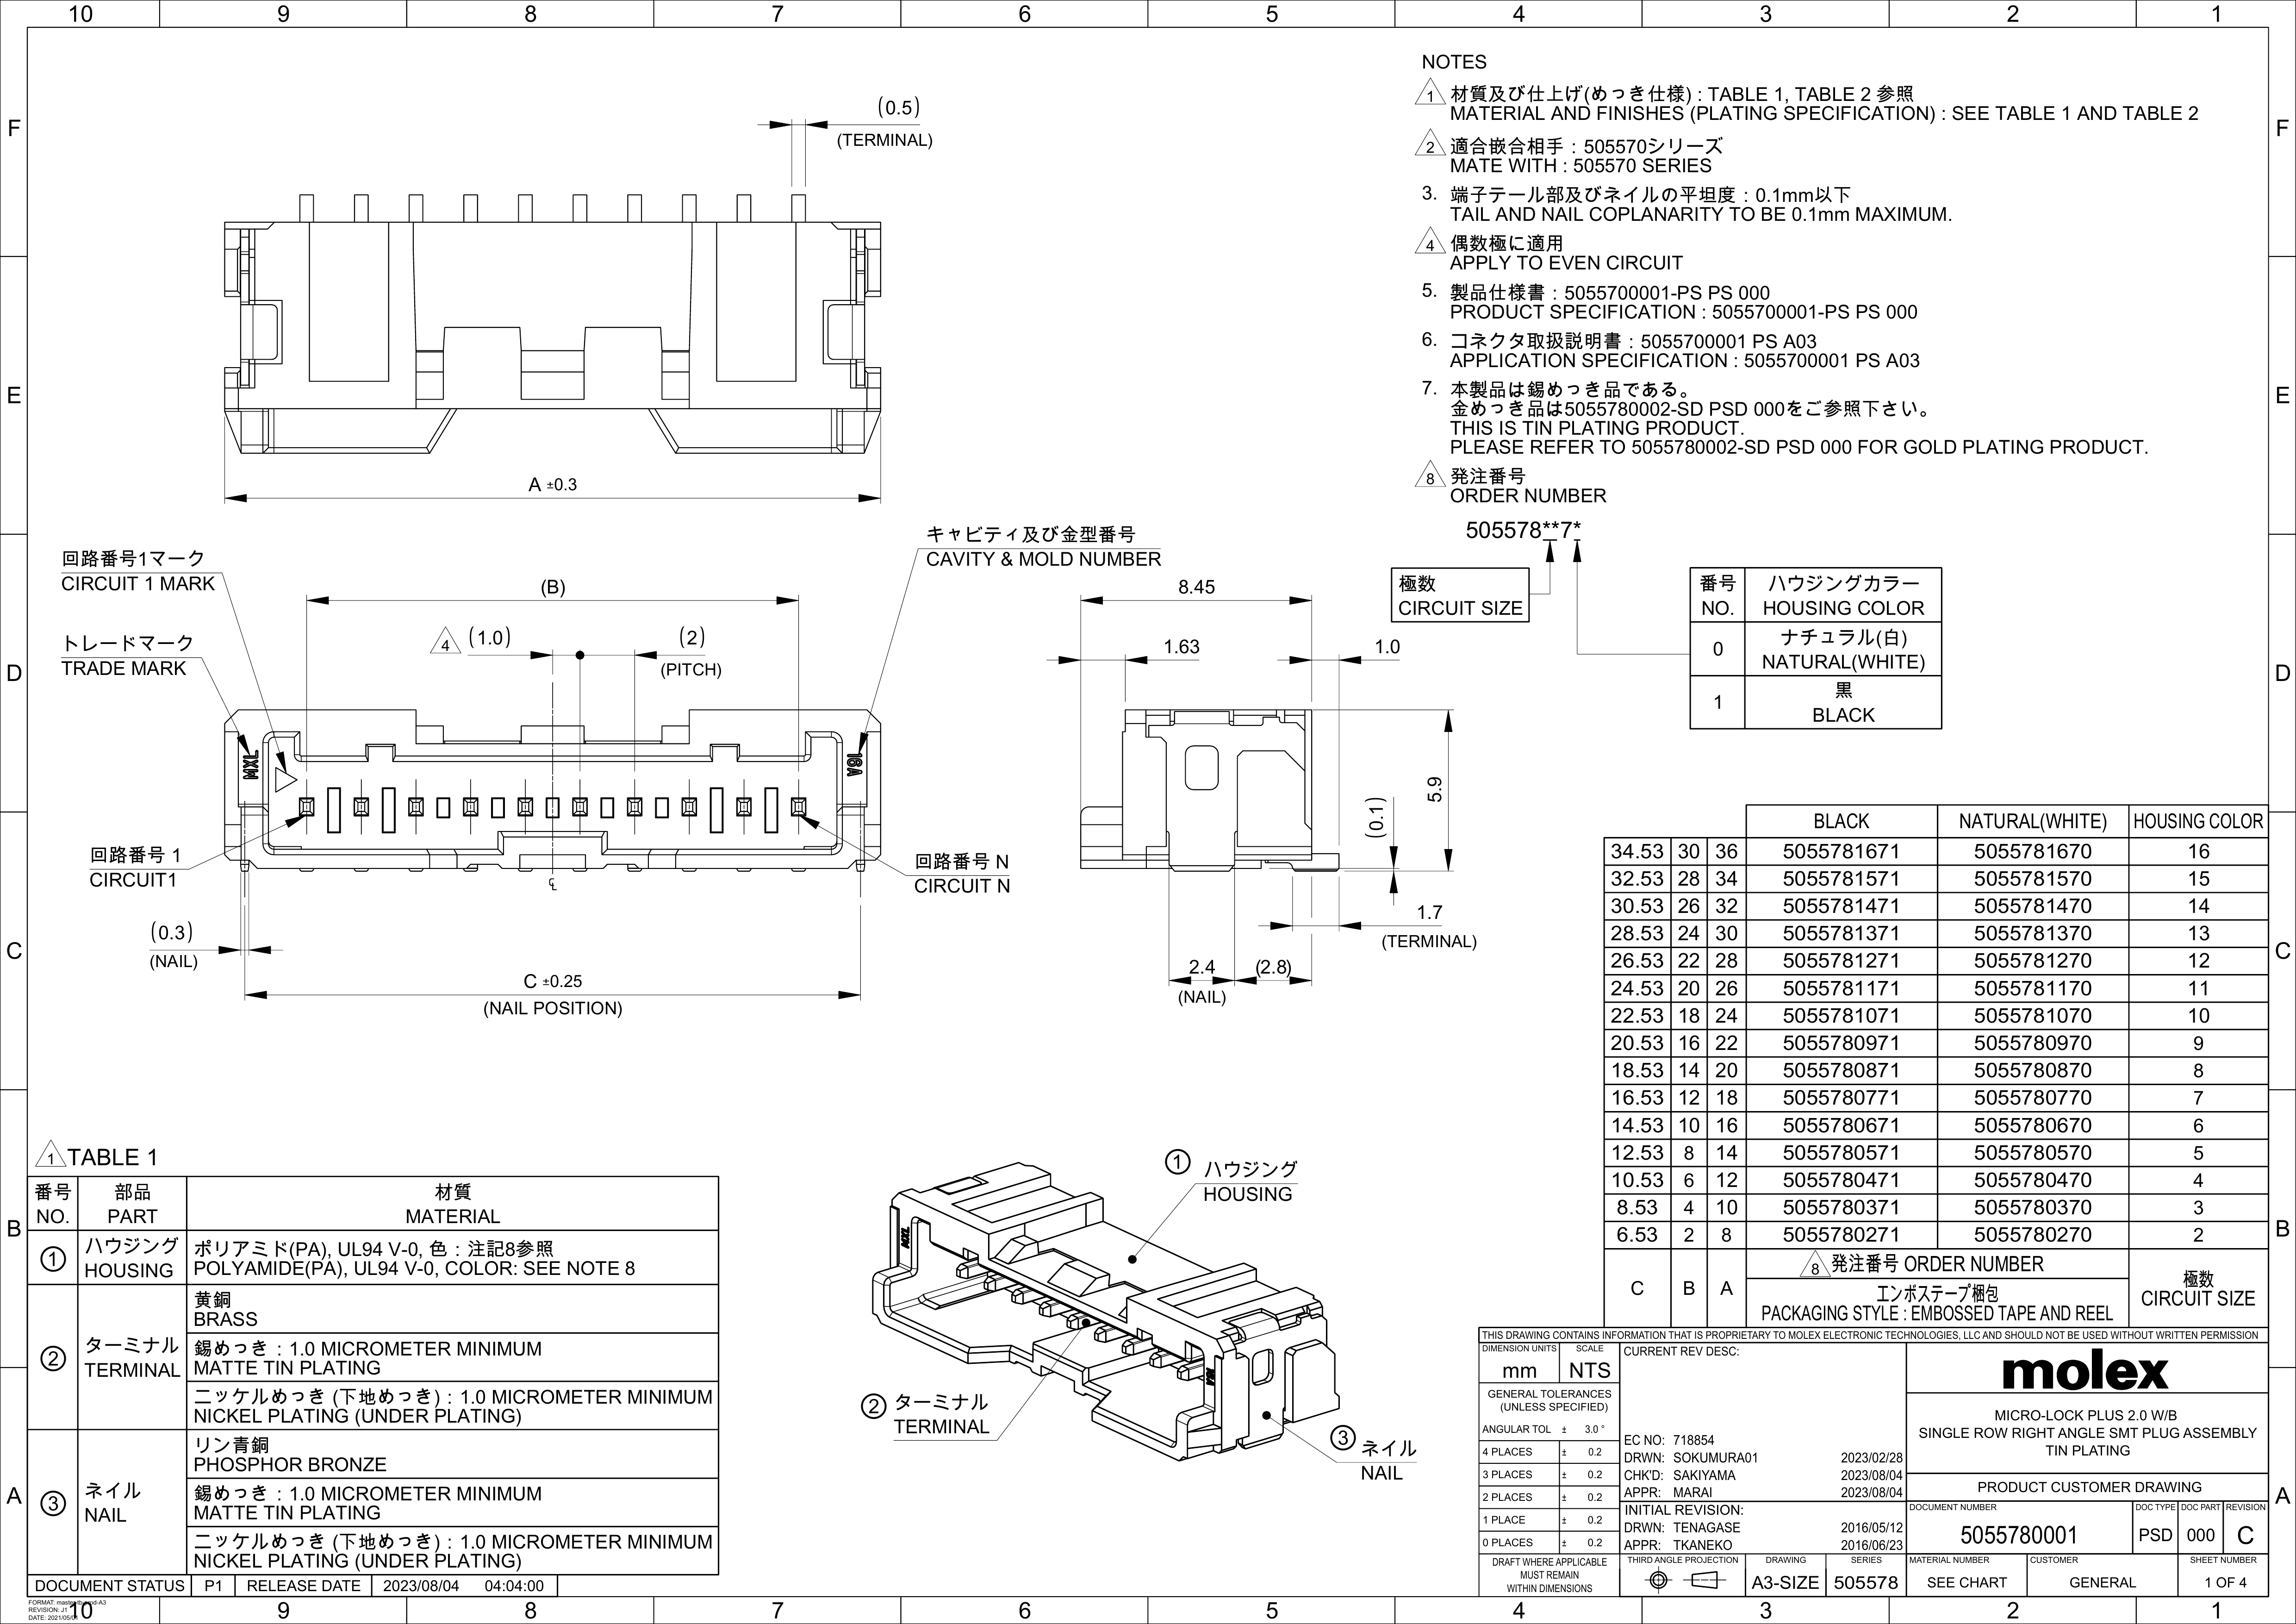 10 9 8 7 6 5 4 3 2 1
F
E
D
C
B
A
F
E
D
C
B
A
NOTES
1 材質及び仕上げ(めっき仕様) : TABLE 1, TABLE 2 参照
MATERIAL AND FINISHES (PLATING SPECIFICATION) : SEE TABLE 1 AND TABLE 2
2 適合嵌合相手 : 505570シリーズ
MATE WITH : 505570 SERIES
3. 端子テール部及びネイルの平坦度 : 0.1mm以下
TAIL AND NAIL COPLANARITY TO BE 0.1mm MAXIMUM.
4 偶数極に適用
APPLY TO EVEN CIRCUIT
5. 製品仕様書 : 5055700001-PS PS 000
PRODUCT SPECIFICATION : 5055700001-PS PS 000
6. コネクタ取扱説明書 : 5055700001 PS A03
APPLICATION SPECIFICATION : 5055700001 PS A03
7. 本製品は錫めっき品である。
金めっき品は5055780002-SD PSD 000をご参照下さい。
THIS IS TIN PLATING PRODUCT.
PLEASE REFER TO 5055780002-SD PSD 000 FOR GOLD PLATING PRODUCT.
8 発注番号
ORDER NUMBER
505578**7*
極数
CIRCUIT SIZE
番号 ハウジングカラー
NO. HOUSING COLOR
0 ナチュラル(白)
NATURAL(WHITE)
1 黒
BLACK
(0.5)
(TERMINAL)
A ±0.3
回路番号1マーク
CIRCUIT 1 MARK
トレードマーク
TRADE MARK
キャビティ及び金型番号
CAVITY & MOLD NUMBER
(B)
4 (1.0) (2)
(PITCH)
MXL
16A
回路番号 1
CIRCUIT1
回路番号 N
CIRCUIT N
℄
(0.3)
(NAIL)
C ±0.25
(NAIL POSITION)
8.45
1.63 1.0
5.9
(0.1)
1.7
(TERMINAL)
2.4 (2.8)
(NAIL)
BLACK NATURAL(WHITE) HOUSING COLOR
34.53 30 36 5055781671 5055781670 16
32.53 28 34 5055781571 5055781570 15
30.53 26 32 5055781471 5055781470 14
28.53 24 30 5055781371 5055781370 13
26.53 22 28 5055781271 5055781270 12
24.53 20 26 5055781171 5055781170 11
22.53 18 24 5055781071 5055781070 10
20.53 16 22 5055780971 5055780970 9
18.53 14 20 5055780871 5055780870 8
16.53 12 18 5055780771 5055780770 7
14.53 10 16 5055780671 5055780670 6
12.53 8 14 5055780571 5055780570 5
10.53 6 12 5055780471 5055780470 4
8.53 4 10 5055780371 5055780370 3
6.53 2 8 5055780271 5055780270 2
C B A 8 発注番号 ORDER NUMBER
エンボステープ梱包
PACKAGING STYLE : EMBOSSED TAPE AND REEL
極数
CIRCUIT SIZE
1 TABLE 1
番号 部品 材質
NO. PART MATERIAL
1 ハウジング
HOUSING
ポリアミド(PA), UL94 V-0, 色 : 注記8参照
POLYAMIDE(PA), UL94 V-0, COLOR: SEE NOTE 8
2 ターミナル
TERMINAL
黄銅
BRASS
錫めっき : 1.0 MICROMETER MINIMUM
MATTE TIN PLATING
ニッケルめっき (下地めっき) : 1.0 MICROMETER MINIMUM
NICKEL PLATING (UNDER PLATING)
3 ネイル
NAIL
リン青銅
PHOSPHOR BRONZE
錫めっき : 1.0 MICROMETER MINIMUM
MATTE TIN PLATING
ニッケルめっき (下地めっき) : 1.0 MICROMETER MINIMUM
NICKEL PLATING (UNDER PLATING)
1 ハウジング
HOUSING
MXL
16A
2 ターミナル
TERMINAL
3 ネイル
NAIL
THIS DRAWING CONTAINS INFORMATION THAT IS PROPRIETARY TO MOLEX ELECTRONIC TECHNOLOGIES, LLC AND SHOULD NOT BE USED WITHOUT WRITTEN PERMISSION
DIMENSION UNITS SCALE
mm NTS
GENERAL TOLERANCES
(UNLESS SPECIFIED)
ANGULAR TOL ± 3.0 °
4 PLACES ± 0.2
3 PLACES ± 0.2
2 PLACES ± 0.2
1 PLACE ± 0.2
0 PLACES ± 0.2
DRAFT WHERE APPLICABLE
MUST REMAIN
WITHIN DIMENSIONS
CURRENT REV DESC:
EC NO: 718854
DRWN: SOKUMURA01 2023/02/28
CHK'D: SAKIYAMA 2023/08/04
APPR: MARAI 2023/08/04
INITIAL REVISION:
DRWN: TENAGASE 2016/05/12
APPR: TKANEKO 2016/06/23
THIRD ANGLE PROJECTION DRAWING SERIES
A3-SIZE 505578
molex
MICRO-LOCK PLUS 2.0 W/B
SINGLE ROW RIGHT ANGLE SMT PLUG ASSEMBLY
TIN PLATING
PRODUCT CUSTOMER DRAWING
DOCUMENT NUMBER DOC TYPE DOC PART REVISION
5055780001 PSD 000 C
MATERIAL NUMBER CUSTOMER SHEET NUMBER
SEE CHART GENERAL 1 OF 4
DOCUMENT STATUS P1 RELEASE DATE 2023/08/04 04:04:00
REVISION: J1
10 9 8 7 6 5 4 3 2 1